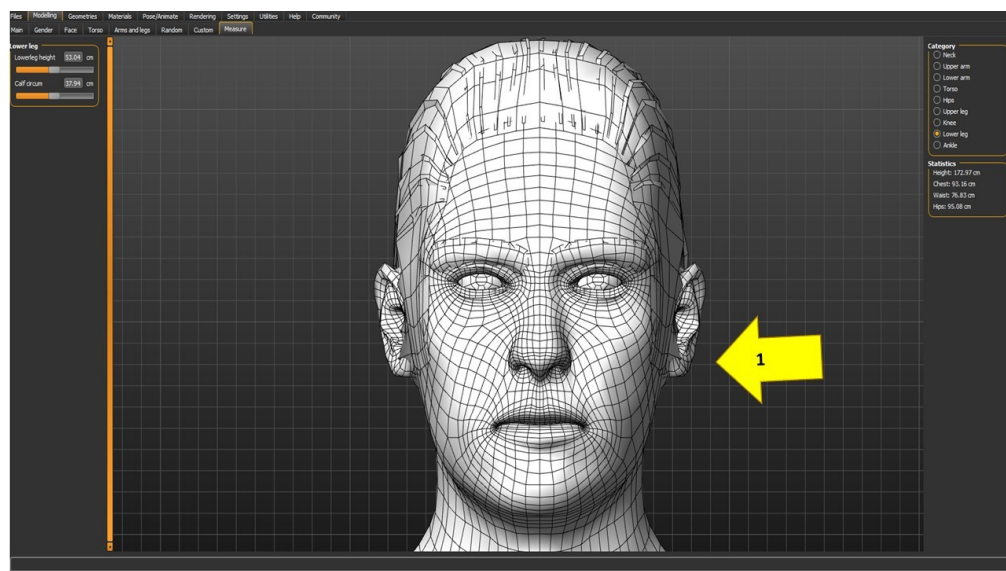 Files Modelling Geometries Materials Pose/Animate Rendering Settings Utilities Help Community
Main Gender Face Torso Arms and legs Random Custom Measure
Lower leg
Lowerleg height 53.04 cm
Calf circum 37.94 cm
Category
Neck
Upper arm
Lower arm
Torso
Hips
Upper leg
Knee
Lower leg
Ankle
Statistics
Height: 172.97 cm
Chest: 93.16 cm
Waist: 76.83 cm
Hips: 95.08 cm
1